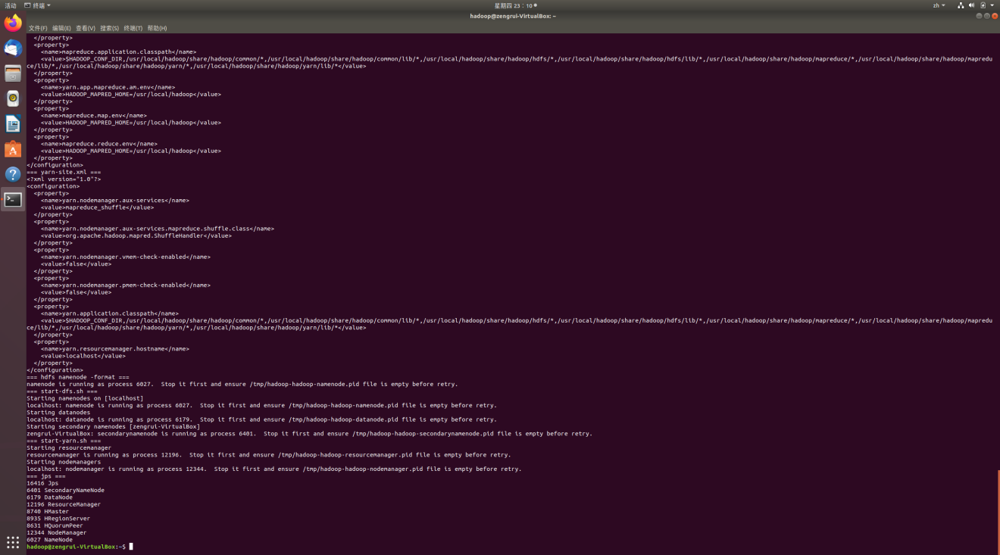 活动 终端 星期四 23：10 zh
hadoop@zengrui-VirtualBox: ~
文件(F) 编辑(E) 查看(V) 搜索(S) 终端(T) 帮助(H)
</property>
<property>
<name>mapreduce.application.classpath</name>
<value>$HADOOP_CONF_DIR,/usr/local/hadoop/share/hadoop/common/*,/usr/local/hadoop/share/hadoop/common/lib/*,/usr/local/hadoop/share/hadoop/hdfs/*,/usr/local/hadoop/share/hadoop/hdfs/lib/*,/usr/local/hadoop/share/hadoop/mapreduce/*,/usr/local/hadoop/share/hadoop/mapredu
ce/lib/*,/usr/local/hadoop/share/hadoop/yarn/*,/usr/local/hadoop/share/hadoop/yarn/lib/*</value>
</property>
<property>
<name>yarn.app.mapreduce.am.env</name>
<value>HADOOP_MAPRED_HOME=/usr/local/hadoop</value>
</property>
<property>
<name>mapreduce.map.env</name>
<value>HADOOP_MAPRED_HOME=/usr/local/hadoop</value>
</property>
<property>
<name>mapreduce.reduce.env</name>
<value>HADOOP_MAPRED_HOME=/usr/local/hadoop</value>
</property>
</configuration>
=== yarn-site.xml ===
<?xml version="1.0"?>
<configuration>
<property>
<name>yarn.nodemanager.aux-services</name>
<value>mapreduce_shuffle</value>
</property>
<property>
<name>yarn.nodemanager.aux-services.mapreduce.shuffle.class</name>
<value>org.apache.hadoop.mapred.ShuffleHandler</value>
</property>
<property>
<name>yarn.nodemanager.vmem-check-enabled</name>
<value>false</value>
</property>
<property>
<name>yarn.nodemanager.pmem-check-enabled</name>
<value>false</value>
</property>
<property>
<name>yarn.application.classpath</name>
<value>$HADOOP_CONF_DIR,/usr/local/hadoop/share/hadoop/common/*,/usr/local/hadoop/share/hadoop/common/lib/*,/usr/local/hadoop/share/hadoop/hdfs/*,/usr/local/hadoop/share/hadoop/hdfs/lib/*,/usr/local/hadoop/share/hadoop/mapreduce/*,/usr/local/hadoop/share/hadoop/mapredu
ce/lib/*,/usr/local/hadoop/share/hadoop/yarn/*,/usr/local/hadoop/share/hadoop/yarn/lib/*</value>
</property>
<property>
<name>yarn.resourcemanager.hostname</name>
<value>localhost</value>
</property>
</configuration>
=== hdfs namenode -format ===
namenode is running as process 6027.  Stop it first and ensure /tmp/hadoop-hadoop-namenode.pid file is empty before retry.
=== start-dfs.sh ===
Starting namenodes on [localhost]
localhost: namenode is running as process 6027.  Stop it first and ensure /tmp/hadoop-hadoop-namenode.pid file is empty before retry.
Starting datanodes
localhost: datanode is running as process 6179.  Stop it first and ensure /tmp/hadoop-hadoop-datanode.pid file is empty before retry.
Starting secondary namenodes [zengrui-VirtualBox]
zengrui-VirtualBox: secondarynamenode is running as process 6401.  Stop it first and ensure /tmp/hadoop-hadoop-secondarynamenode.pid file is empty before retry.
=== start-yarn.sh ===
Starting resourcemanager
resourcemanager is running as process 12196.  Stop it first and ensure /tmp/hadoop-hadoop-resourcemanager.pid file is empty before retry.
Starting nodemanagers
localhost: nodemanager is running as process 12344.  Stop it first and ensure /tmp/hadoop-hadoop-nodemanager.pid file is empty before retry.
=== jps ===
16416 Jps
6401 SecondaryNameNode
6179 DataNode
12196 ResourceManager
8740 HMaster
8935 HRegionServer
8631 HQuorumPeer
12344 NodeManager
6027 NameNode
hadoop@zengrui-VirtualBox:~$